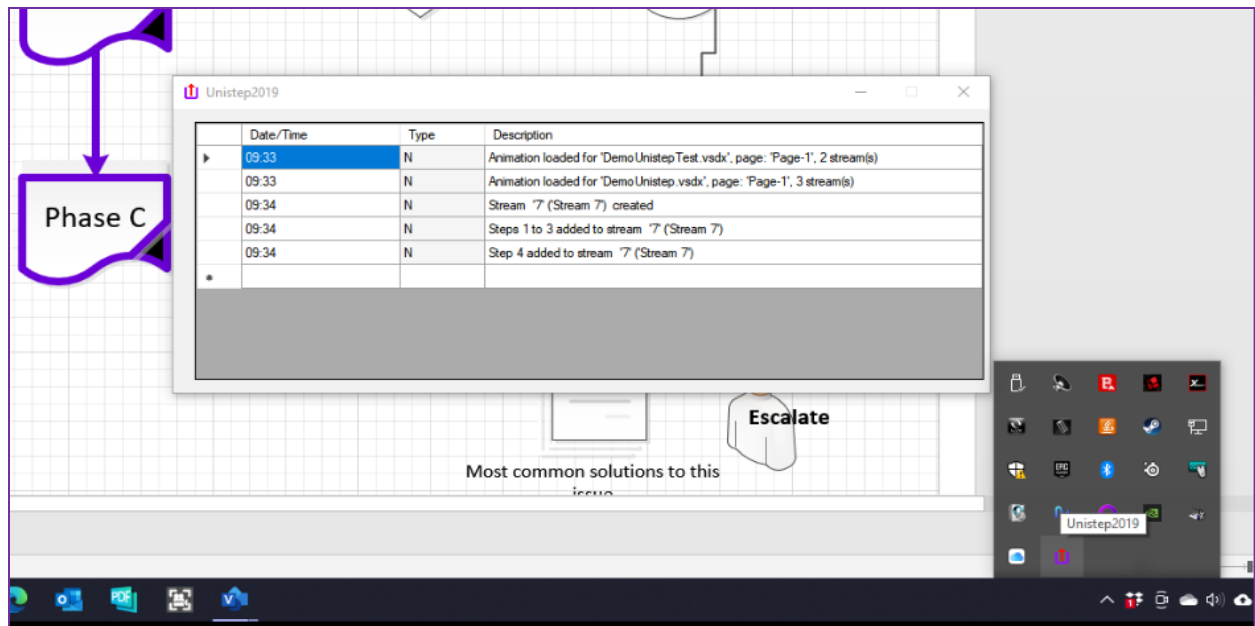 Unistep2019
Date/Time Type Description
09:33 N Animation loaded for 'DemoUnistepTest.vsdx', page: 'Page-1', 2 stream(s)
09:33 N Animation loaded for 'DemoUnistep.vsdx', page: 'Page-1', 3 stream(s)
09:34 N Stream '7' ('Stream 7') created
09:34 N Steps 1 to 3 added to stream '7' ('Stream 7')
09:34 N Step 4 added to stream '7' ('Stream 7')
Phase C
Escalate
Most common solutions to this
issue
Unistep2019
EPIC
PDF